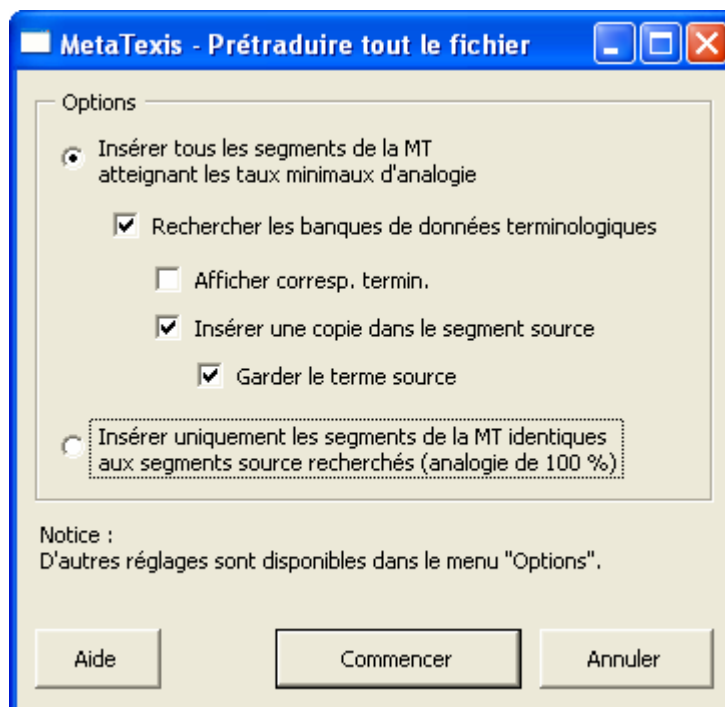 MetaTexis - Prétraduire tout le fichier
Options
Insérer tous les segments de la MT
atteignant les taux minimaux d'analogie
Rechercher les banques de données terminologiques
Afficher corresp. termin.
Insérer une copie dans le segment source
Garder le terme source
Insérer uniquement les segments de la MT identiques
aux segments source recherchés (analogie de 100 %)
Notice :
D'autres réglages sont disponibles dans le menu "Options".
Aide
Commencer
Annuler